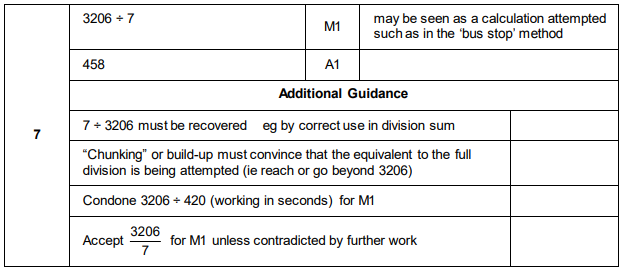 3206 ÷ 7
M1
may be seen as a calculation attempted
such as in the ‘bus stop’ method
458
A1
Additional Guidance
7
7 ÷ 3206 must be recovered eg by correct use in division sum
“Chunking” or build-up must convince that the equivalent to the full
division is being attempted (ie reach or go beyond 3206)
Condone 3206 ÷ 420 (working in seconds) for M1
Accept 3206/7 for M1 unless contradicted by further work